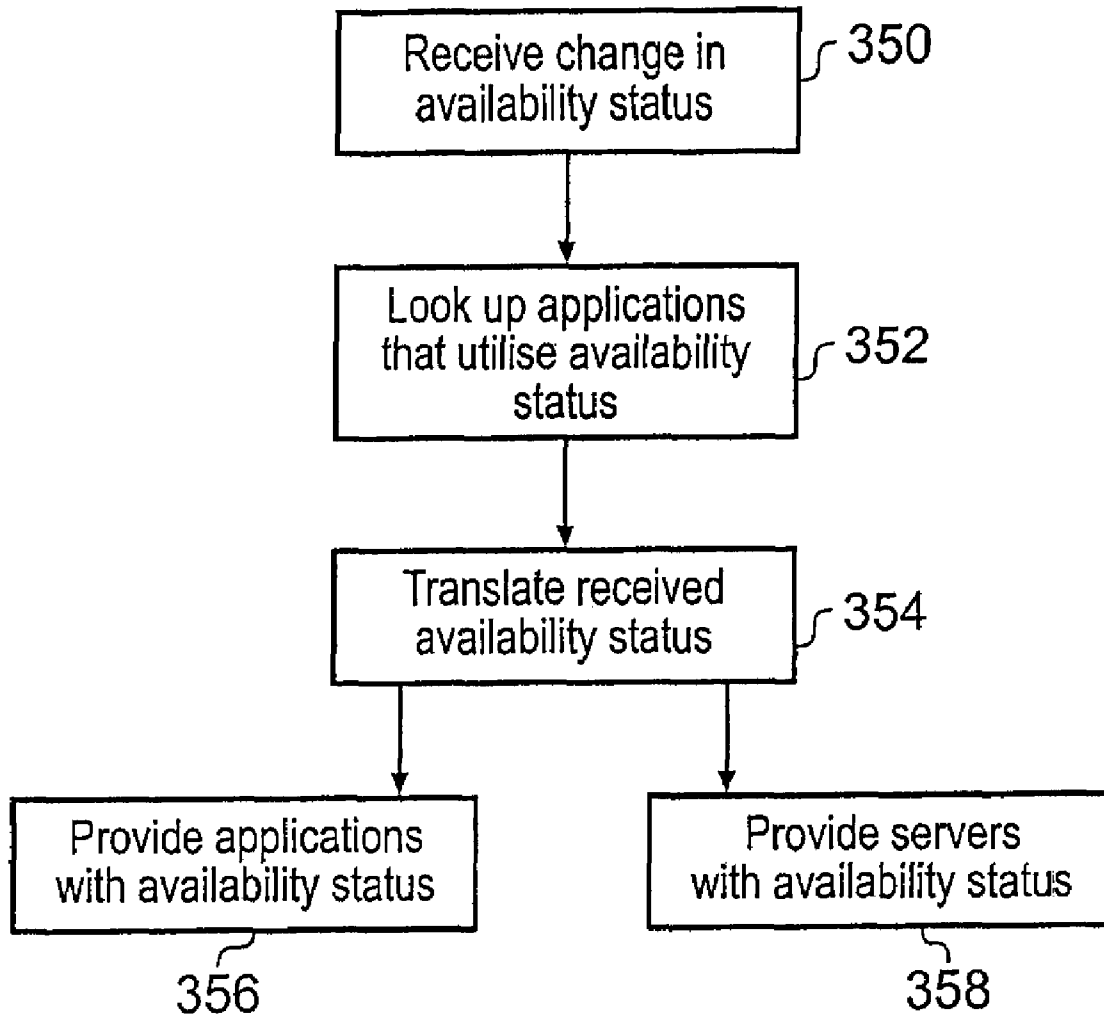 Receive change in
availability status
350
Look up applications
that utilise availability
status
352
Translate received
availability status
354
Provide applications
with availability status
356
Provide servers
with availability status
358